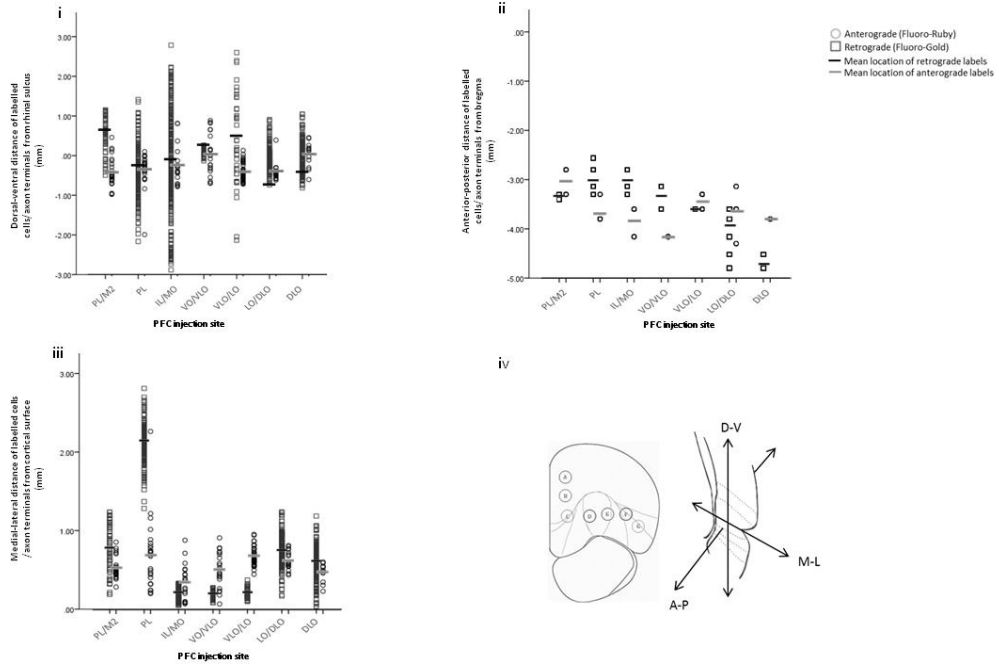 i
Dorsal-ventral distance of labelled
cells/axon terminals from rhinal sulcus
(mm)
3.00
2.00
1.00
.00
-1.00
-2.00
-3.00
PL/M2
PL
IL/MO
VO/VLO
VLO/LO
LO/DLO
DLO
PFC injection site
ii
Anterior-posterior distance of labelled
cells/axon terminals from bregma
(mm)
.00
-1.00
-2.00
-3.00
-4.00
-5.00
PL/M2
PL
IL/MO
VO/VLO
VLO/LO
LO/DLO
DLO
PFC injection site
Anterograde (Fluoro-Ruby)
Retrograde (Fluoro-Gold)
Mean location of retrograde labels
Mean location of anterograde labels
iii
Medial-lateral distance of labelled cells
/axon terminals from cortical surface
(mm)
3.00
2.00
1.00
.00
PL/M2
PL
IL/MO
VO/VLO
VLO/LO
LO/DLO
DLO
PFC injection site
iv
A
B
C
D
E
F
G
D-V
M-L
A-P